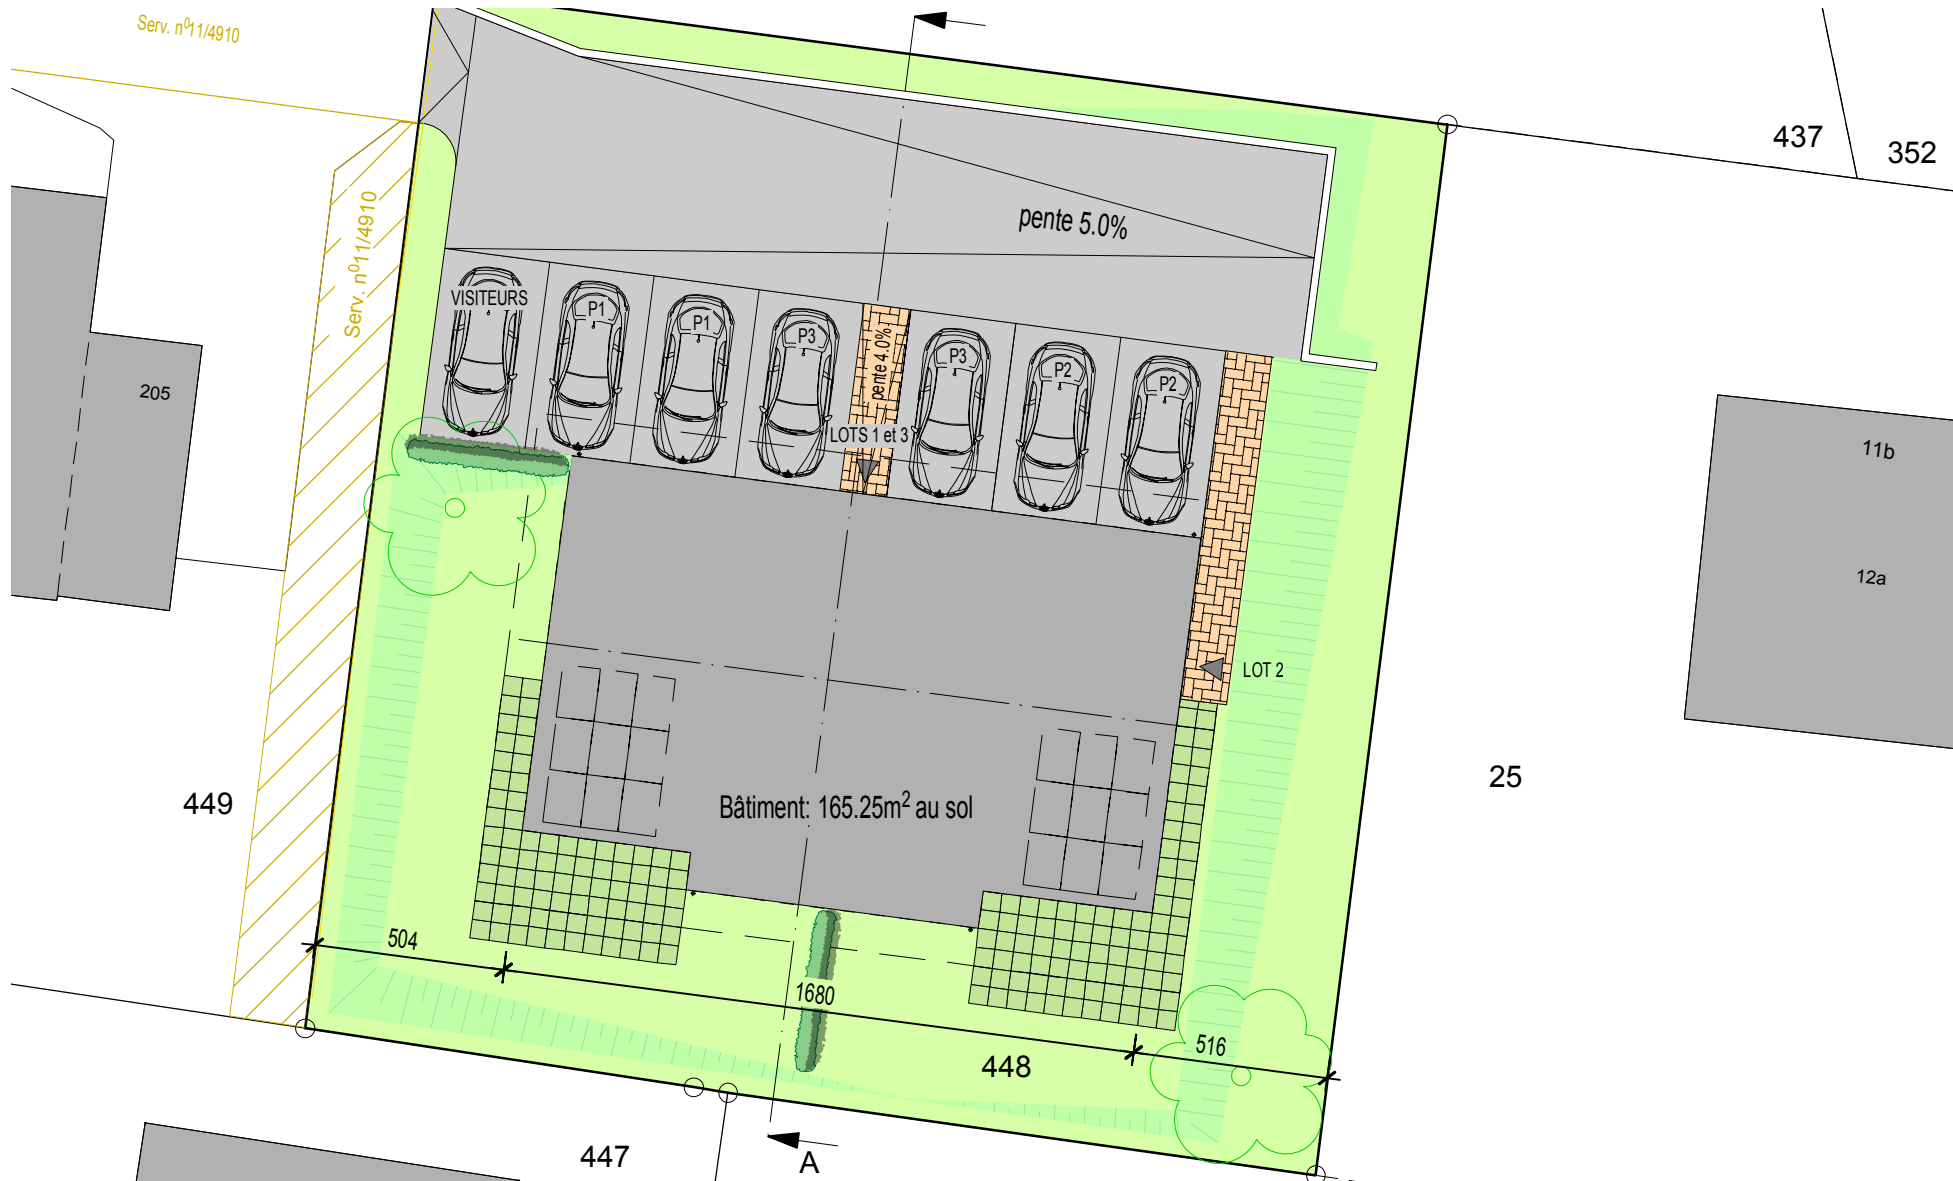 Serv. nº11/4910
437
352
pente 5.0%
Serv. nº11/4910
VISITEURS
P1
P1
P3
pente 4.0%
P3
P2
P2
205
LOTS 1 et 3
11b
12a
LOT 2
25
449
Bâtiment: 165.25m² au sol
504
1680
516
448
447
A